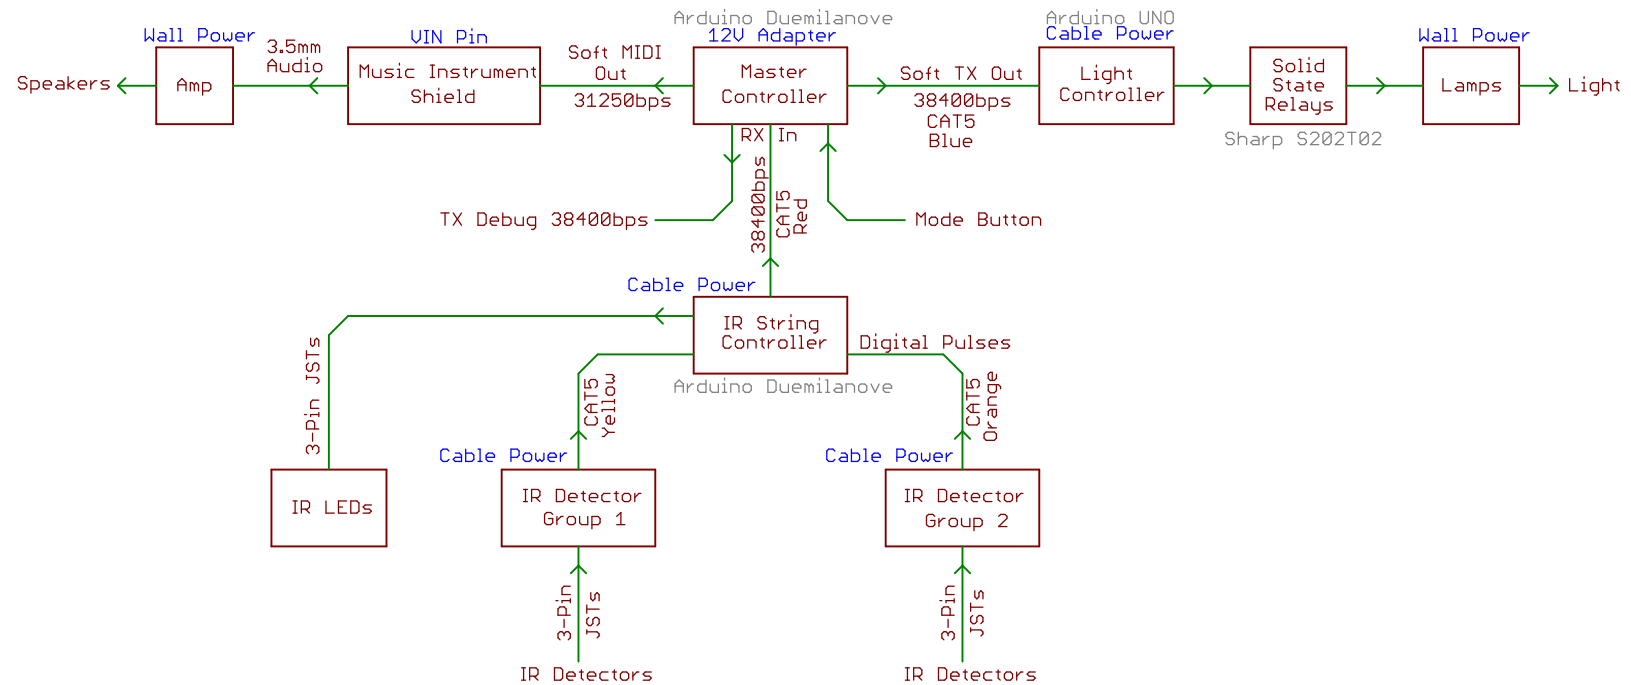 Arduino Duemilanove
Arduino UNO
Wall Power
VIN Pin
12V Adapter
Cable Power
Wall Power
3.5mm
Audio
Soft MIDI
Out
31250bps
Soft TX Out
38400bps
CAT5
Blue
Speakers
Amp
Music Instrument
Shield
Master
Controller
Light
Controller
Solid
State
Relays
Lamps
Light
Sharp S202T02
RX In
38400bps
CAT5
Red
TX Debug 38400bps
Mode Button
Cable Power
IR String
Controller
Digital Pulses
Arduino Duemilanove
3-Pin JSTs
CAT5
Yellow
CAT5
Orange
Cable Power
Cable Power
IR LEDs
IR Detector
Group 1
IR Detector
Group 2
3-Pin
JSTs
3-Pin
JSTs
IR Detectors
IR Detectors